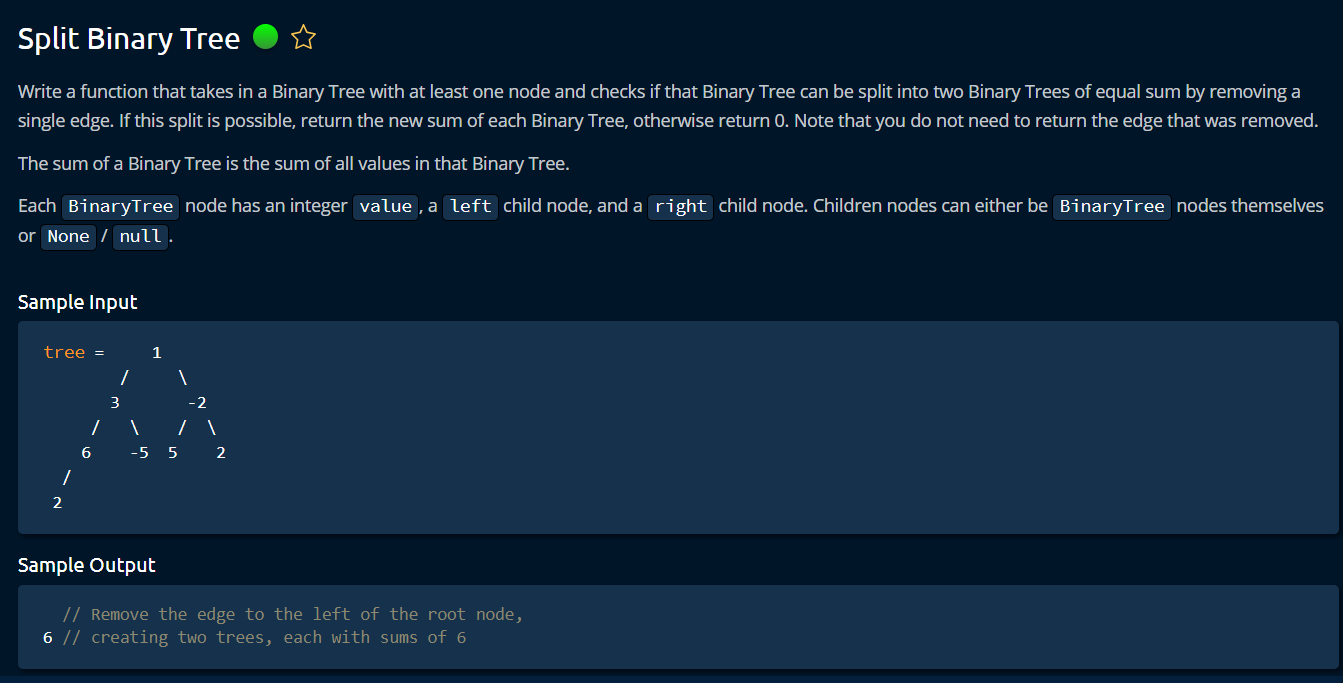 Split Binary Tree
Write a function that takes in a Binary Tree with at least one node and checks if that Binary Tree can be split into two Binary Trees of equal sum by removing a
single edge. If this split is possible, return the new sum of each Binary Tree, otherwise return 0. Note that you do not need to return the edge that was removed.
The sum of a Binary Tree is the sum of all values in that Binary Tree.
Each BinaryTree node has an integer value, a left child node, and a right child node. Children nodes can either be BinaryTree nodes themselves
or None / null.
Sample Input
tree =     1
        /     \
       3       -2
     /   \    /  \
    6    -5  5    2
  /
 2
Sample Output
// Remove the edge to the left of the root node,
6 // creating two trees, each with sums of 6